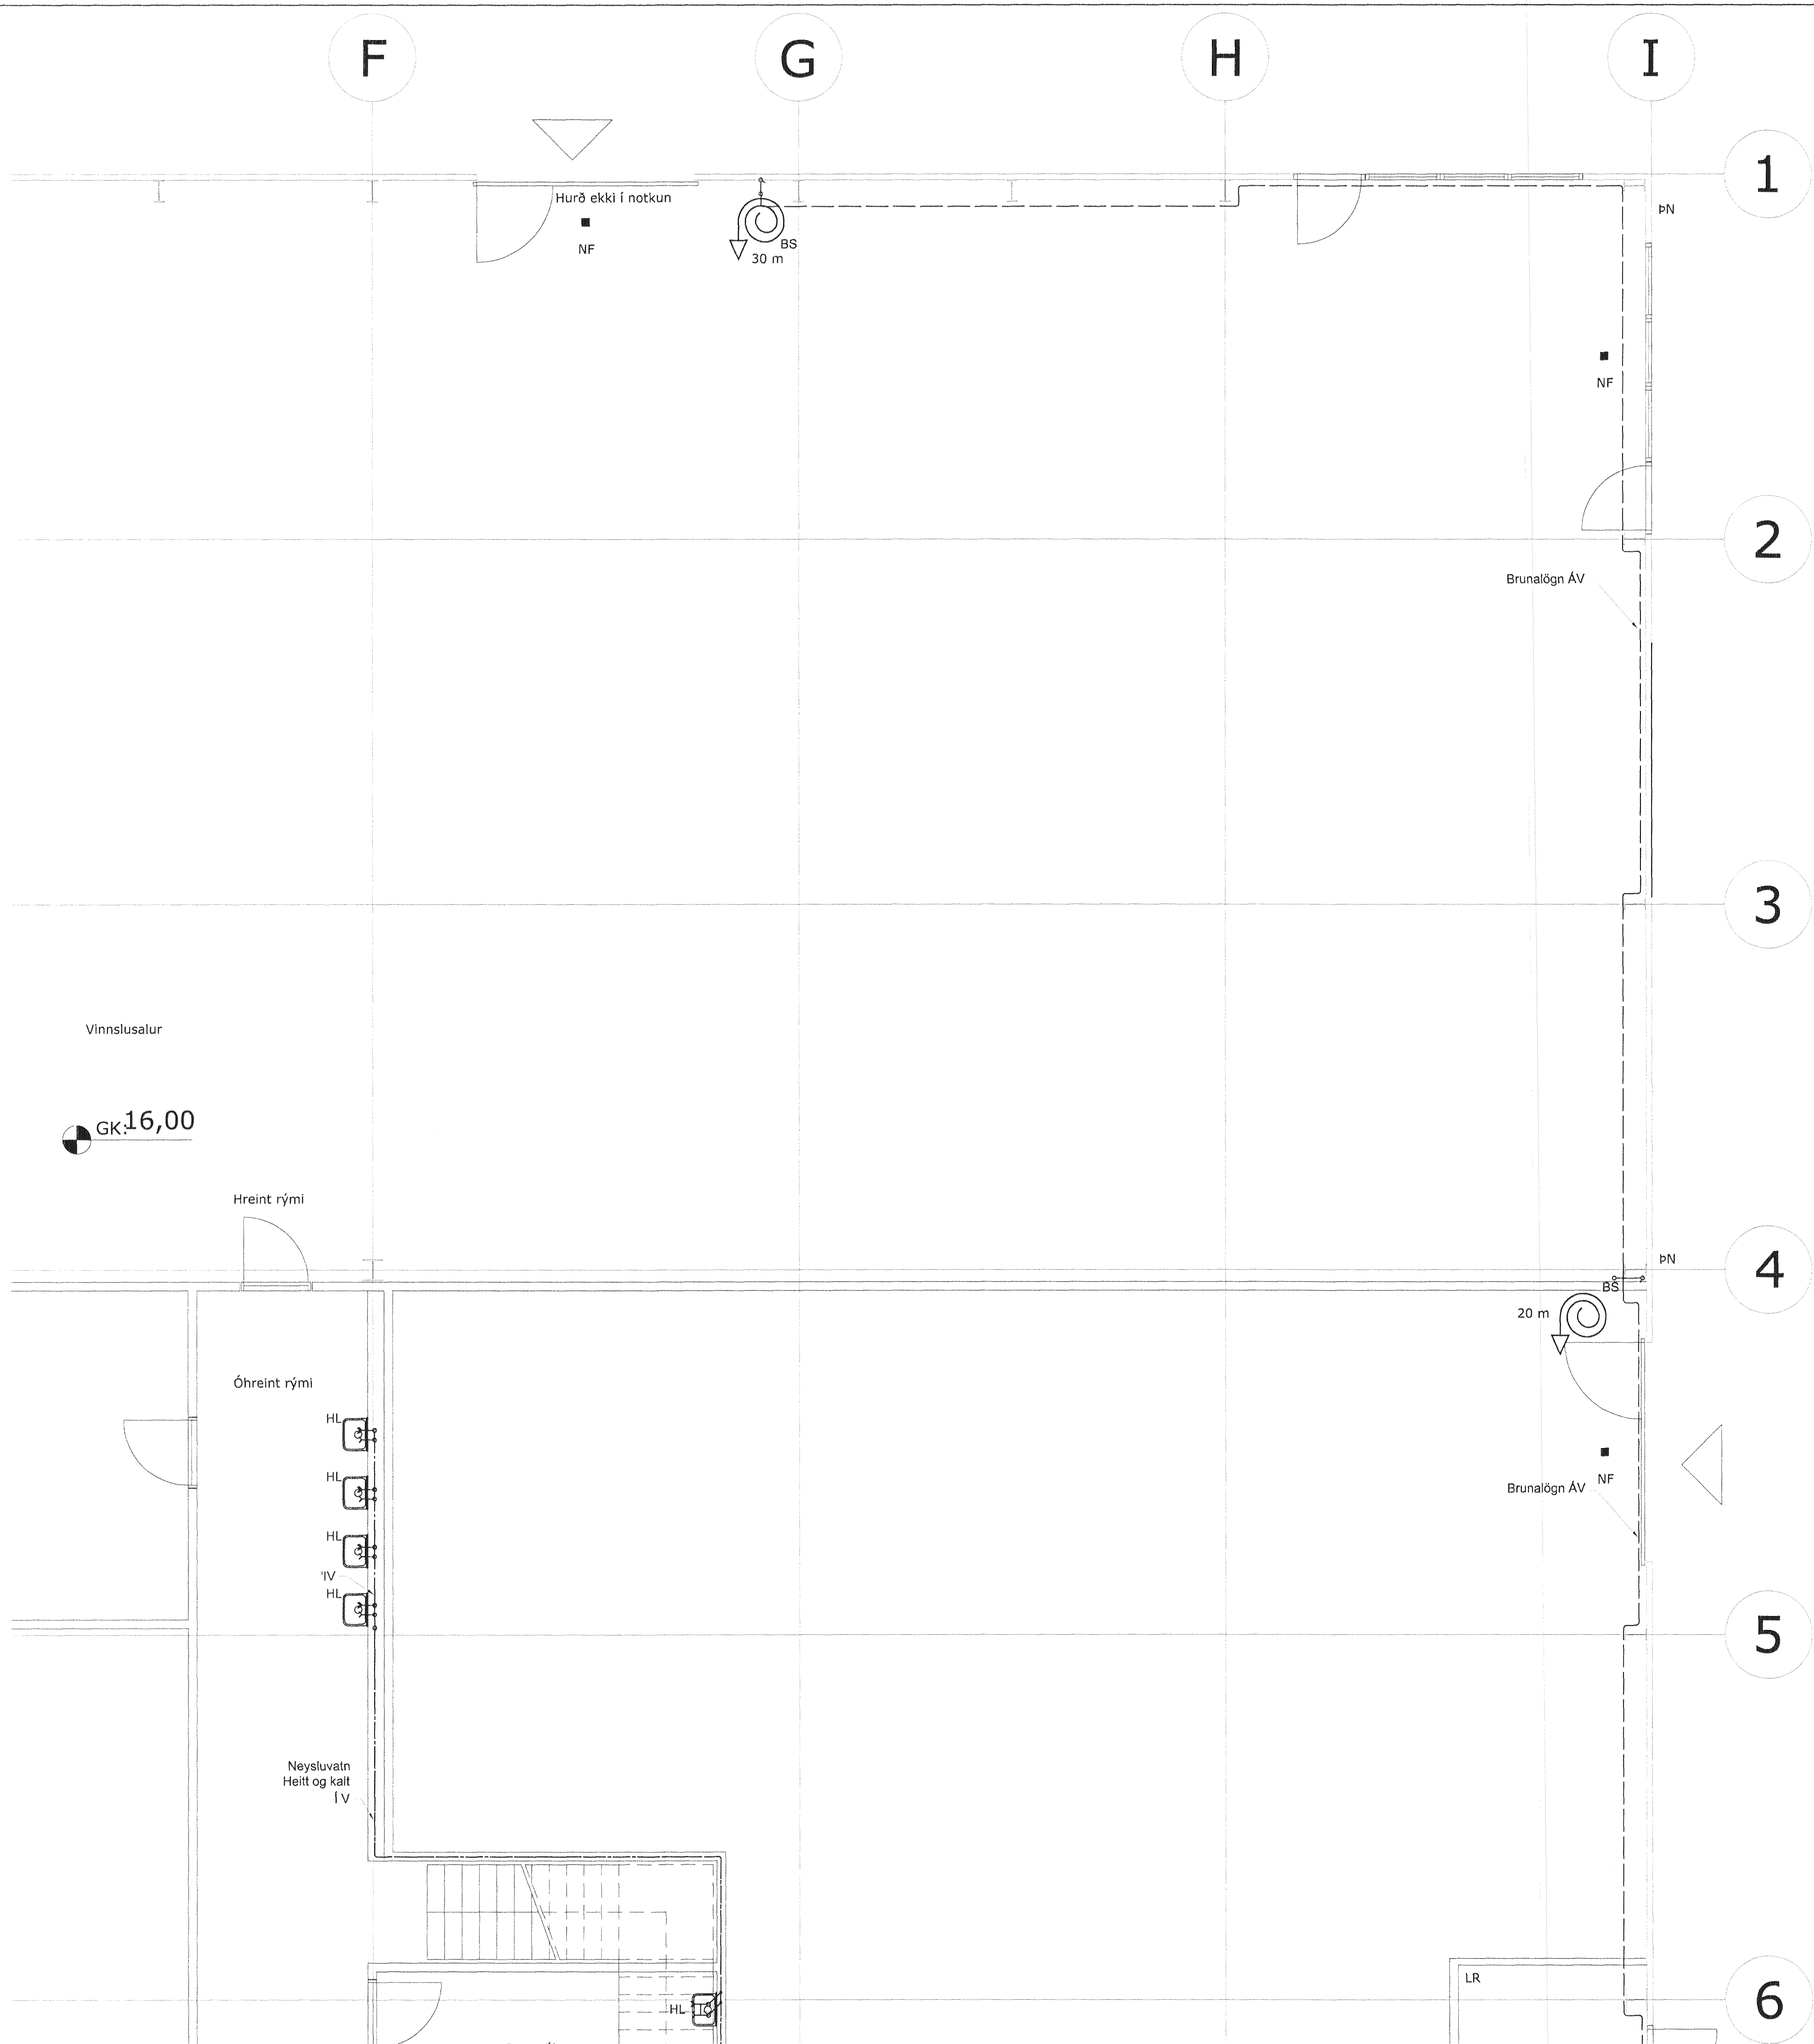 F
G
H
I
1
Hurð ekki í notkun
NF
BS
30 m
ÞN
NF
2
Brunalögn ÁV
3
Vinnslusalur
GK:16,00
Hreint rými
ÞN
4
BS
20 m
Óhreint rými
HL
HL
NF
Brunalögn ÁV
HL
'IV
HL
5
Neysluvatn
Heitt og kalt
Í V
LR
6
HL